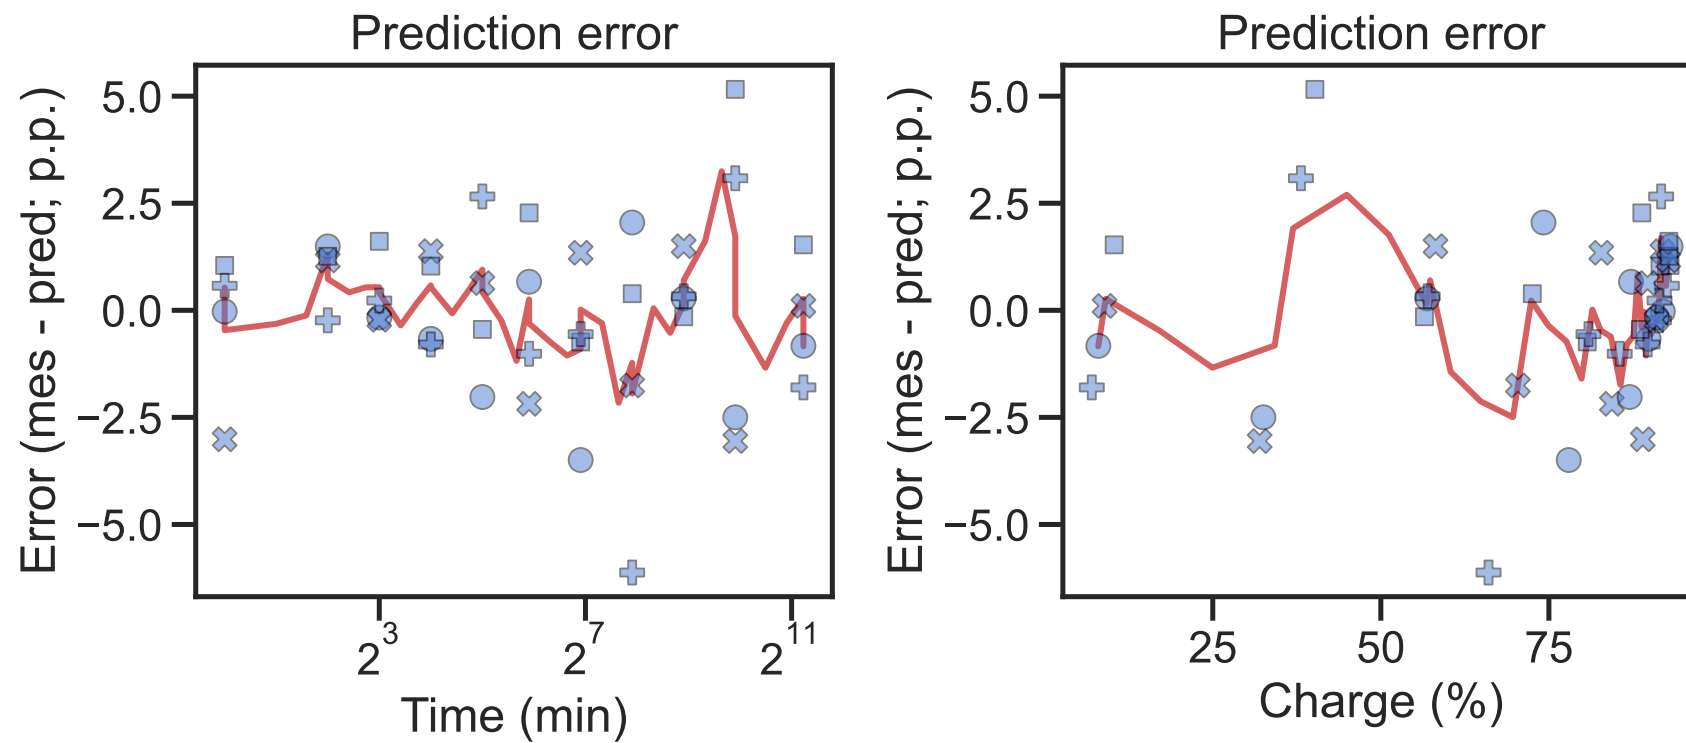 Prediction error
Error (mes - pred; p.p.)
5.0
2.5
0.0
−2.5
−5.0
2^3 2^7 2^11
Time (min)
Prediction error
Error (mes - pred; p.p.)
5.0
2.5
0.0
−2.5
−5.0
25 50 75
Charge (%)